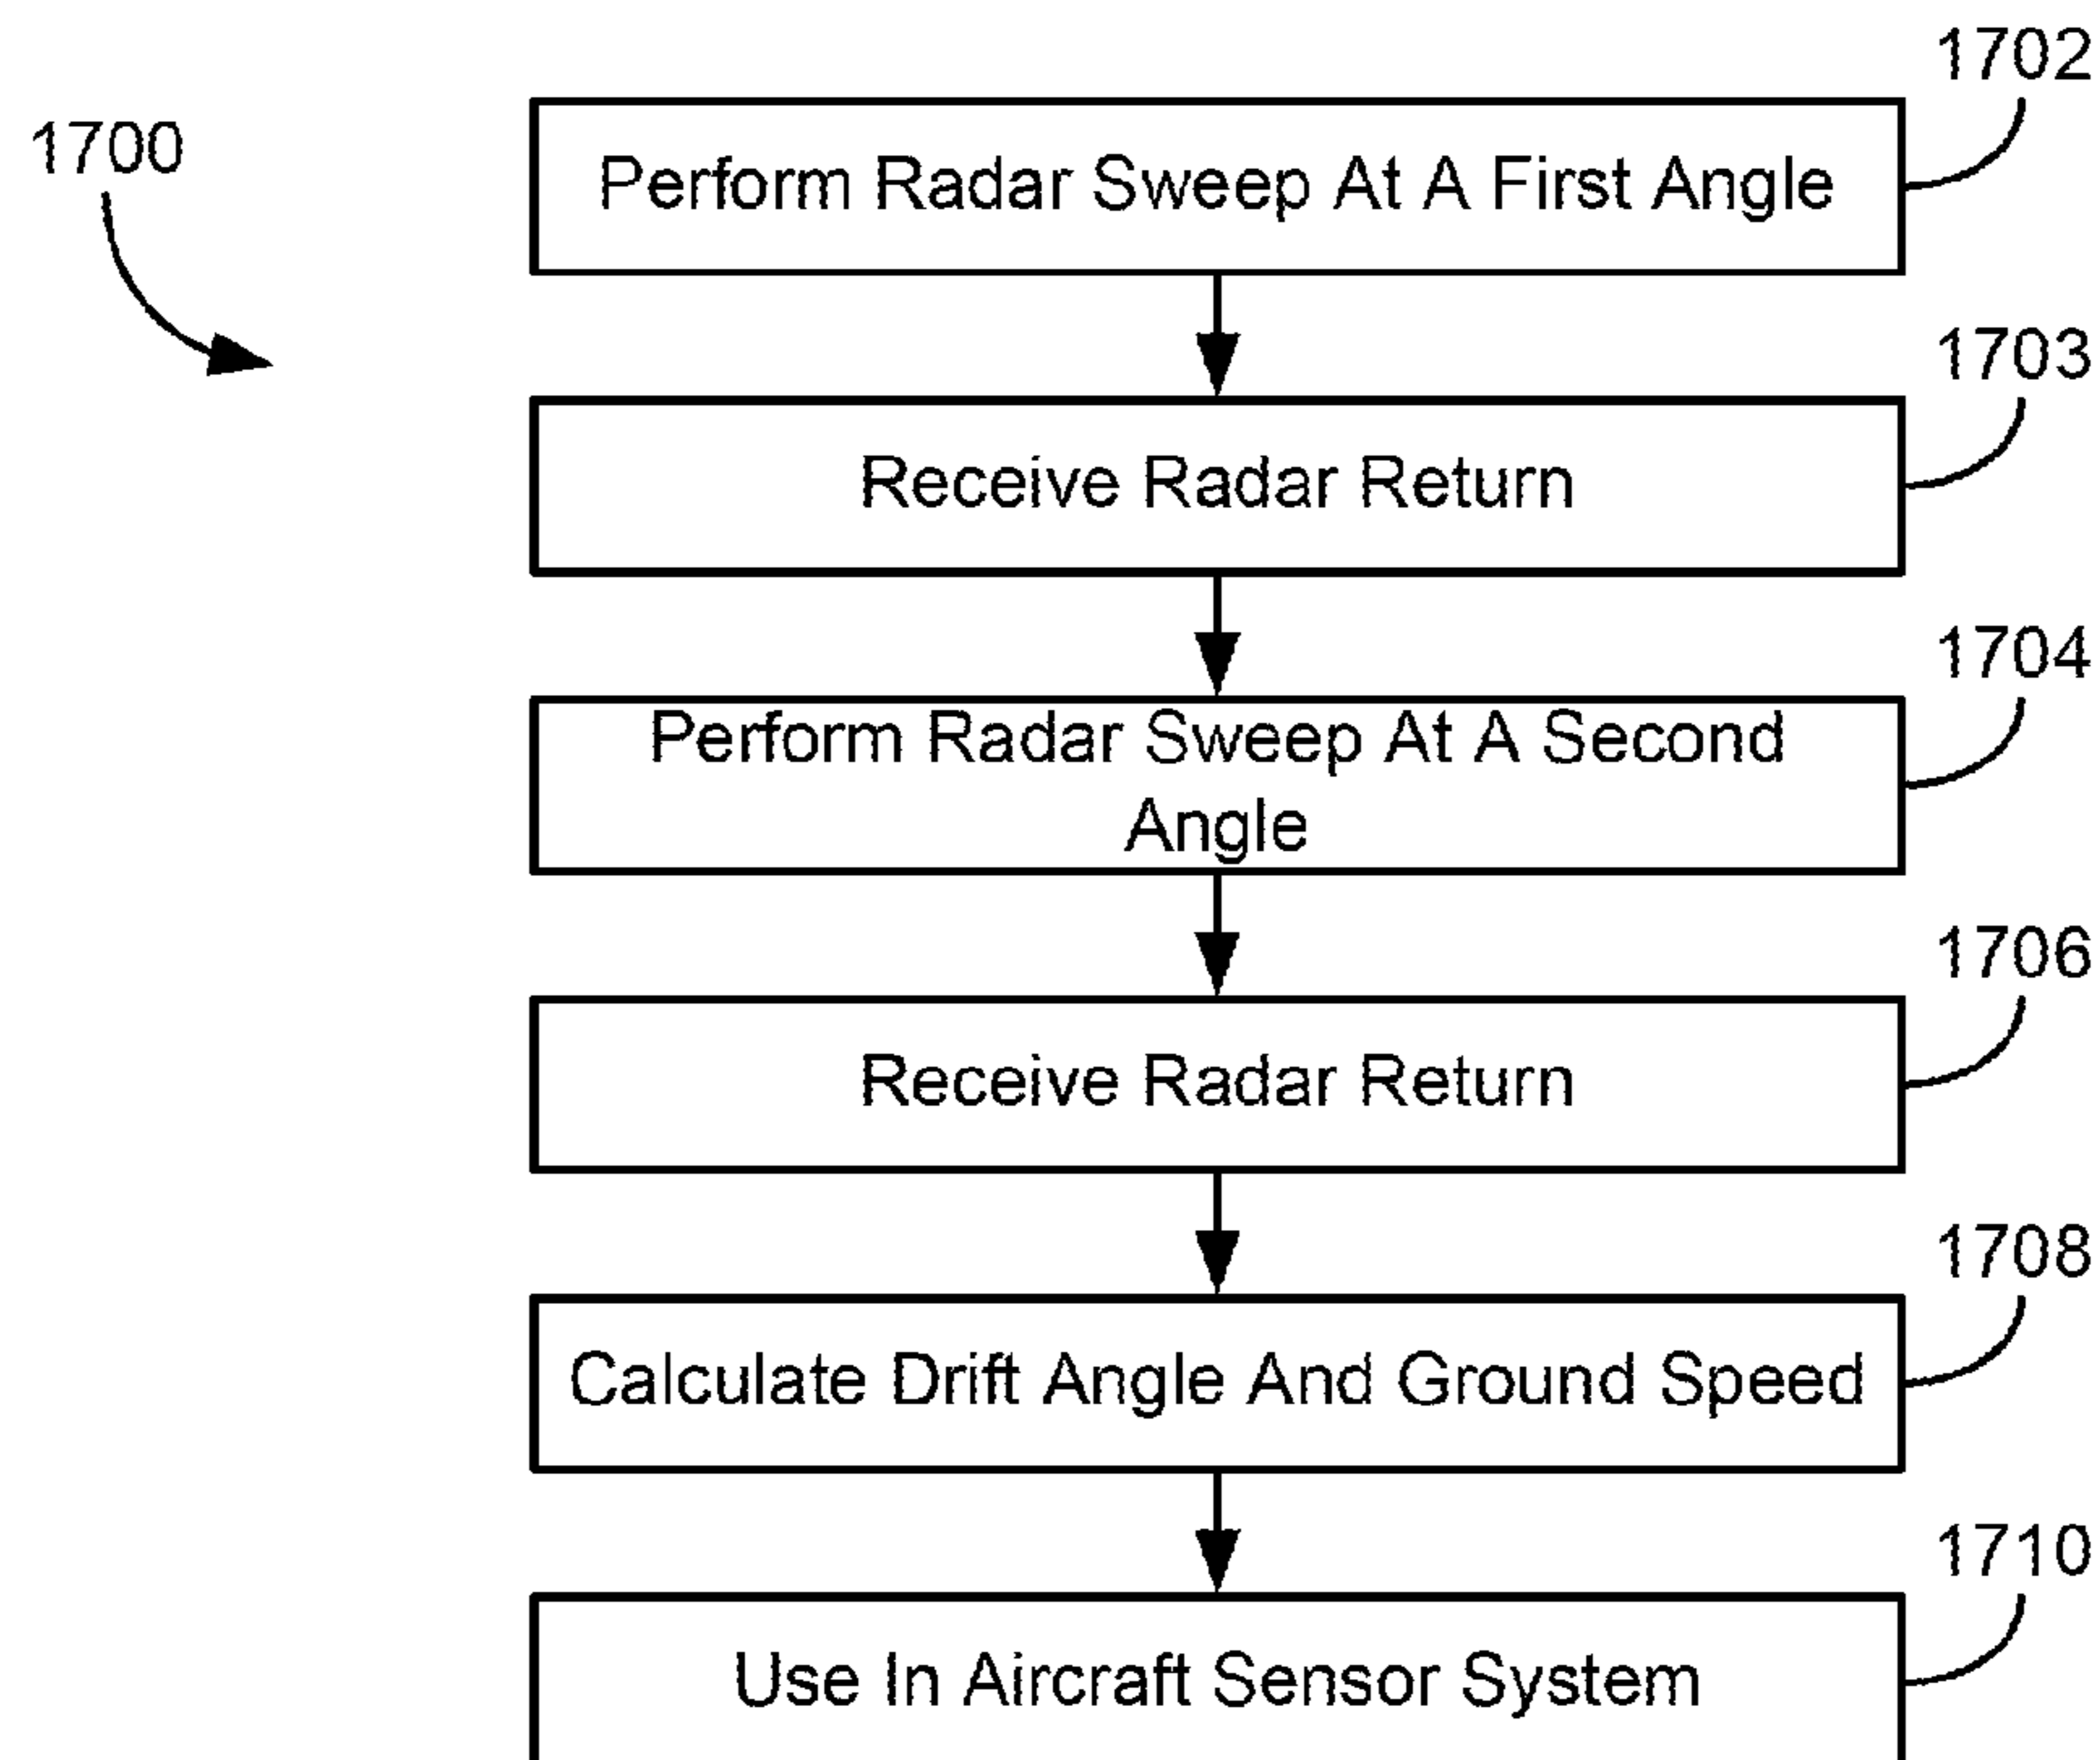 1702
1700
Perform Radar Sweep At A First Angle
1703
Receive Radar Return
1704
Perform Radar Sweep At A Second
Angle
1706
Receive Radar Return
1708
Calculate Drift Angle And Ground Speed
1710
Use In Aircraft Sensor System